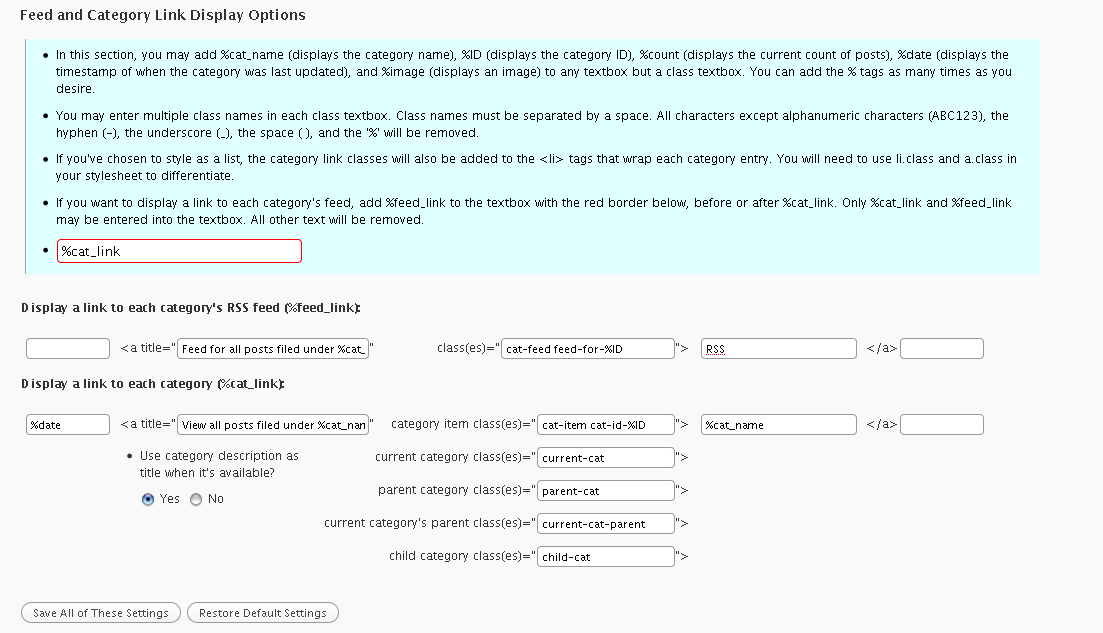 Feed and Category Link Display Options
• In this section, you may add %cat_name (displays the category name), %ID (displays the category ID), %count (displays the current count of posts), %date (displays the
timestamp of when the category was last updated), and %image (displays an image) to any textbox but a class textbox. You can add the % tags as many times as you
desire.
• You may enter multiple class names in each class textbox. Class names must be separated by a space. All characters except alphanumeric characters (ABC123), the
hyphen (-), the underscore (_), the space ( ), and the '%' will be removed.
• If you've chosen to style as a list, the category link classes will also be added to the <li> tags that wrap each category entry. You will need to use li.class and a.class in
your stylesheet to differentiate.
• If you want to display a link to each category's feed, add %feed_link to the textbox with the red border below, before or after %cat_link. Only %cat_link and %feed_link
may be entered into the textbox. All other text will be removed.
• %cat_link
Display a link to each category's RSS feed (%feed_link):
<a title=" Feed for all posts filed under %cat_ " class(es)=" cat-feed feed-for-%ID "> RSS </a>
Display a link to each category (%cat_link):
%date <a title=" View all posts filed under %cat_nan " category item class(es)=" cat-item cat-id-%ID "> %cat_name </a>
• Use category description as
title when it's available?
Yes No
current category class(es)=" current-cat ">
parent category class(es)=" parent-cat ">
current category's parent class(es)=" current-cat-parent ">
child category class(es)=" child-cat ">
Save All of These Settings Restore Default Settings